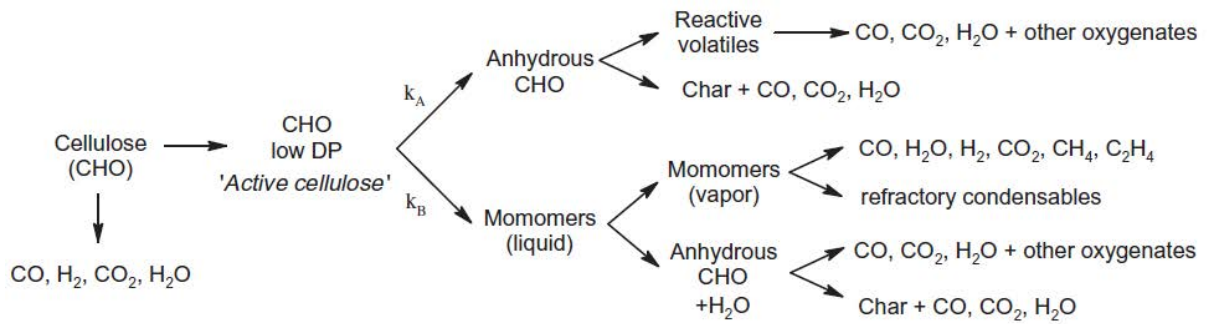 Cellulose
(CHO)
CO, H₂, CO₂, H₂O
CHO
low DP
'Active cellulose'
k_A
k_B
Anhydrous
CHO
Reactive
volatiles
CO, CO₂, H₂O + other oxygenates
Char + CO, CO₂, H₂O
Momomers
(liquid)
Momomers
(vapor)
CO, H₂O, H₂, CO₂, CH₄, C₂H₄
refractory condensables
Anhydrous
CHO
+H₂O
CO, CO₂, H₂O + other oxygenates
Char + CO, CO₂, H₂O